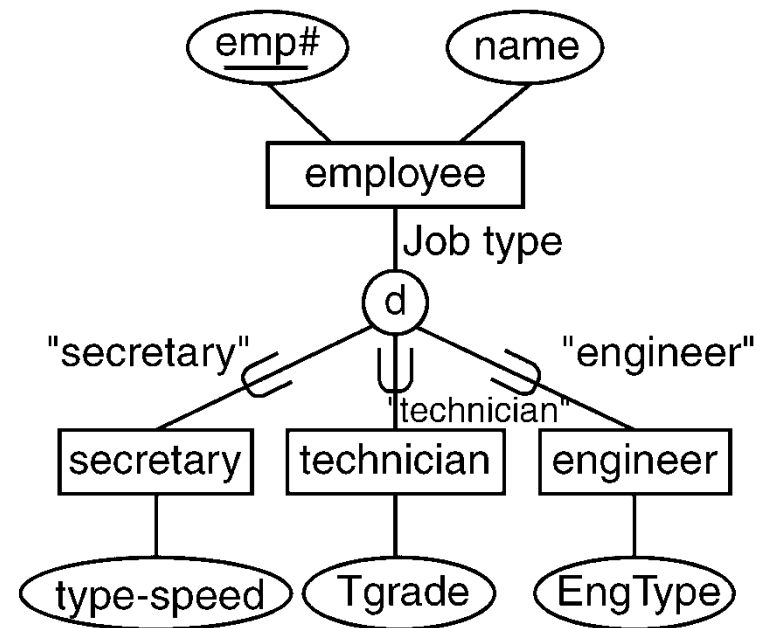 emp# name
employee
Job type
d
"secretary" "engineer"
"technician"
secretary technician engineer
type-speed Tgrade EngType